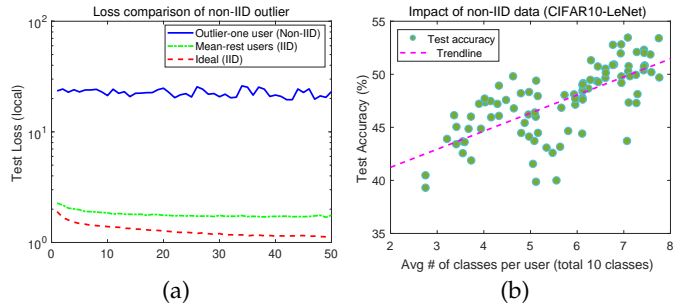 Loss comparison of non-IID outlier
10²
10¹
10⁰
Test Loss (local)
Outlier-one user (Non-IID)
Mean-rest users (IID)
Ideal (IID)
0 10 20 30 40 50
(a)
Impact of non-IID data (CIFAR10-LeNet)
55
50
45
40
35
Test Accuracy (%)
Test accuracy
Trendline
2 3 4 5 6 7 8
Avg # of classes per user (total 10 classes)
(b)